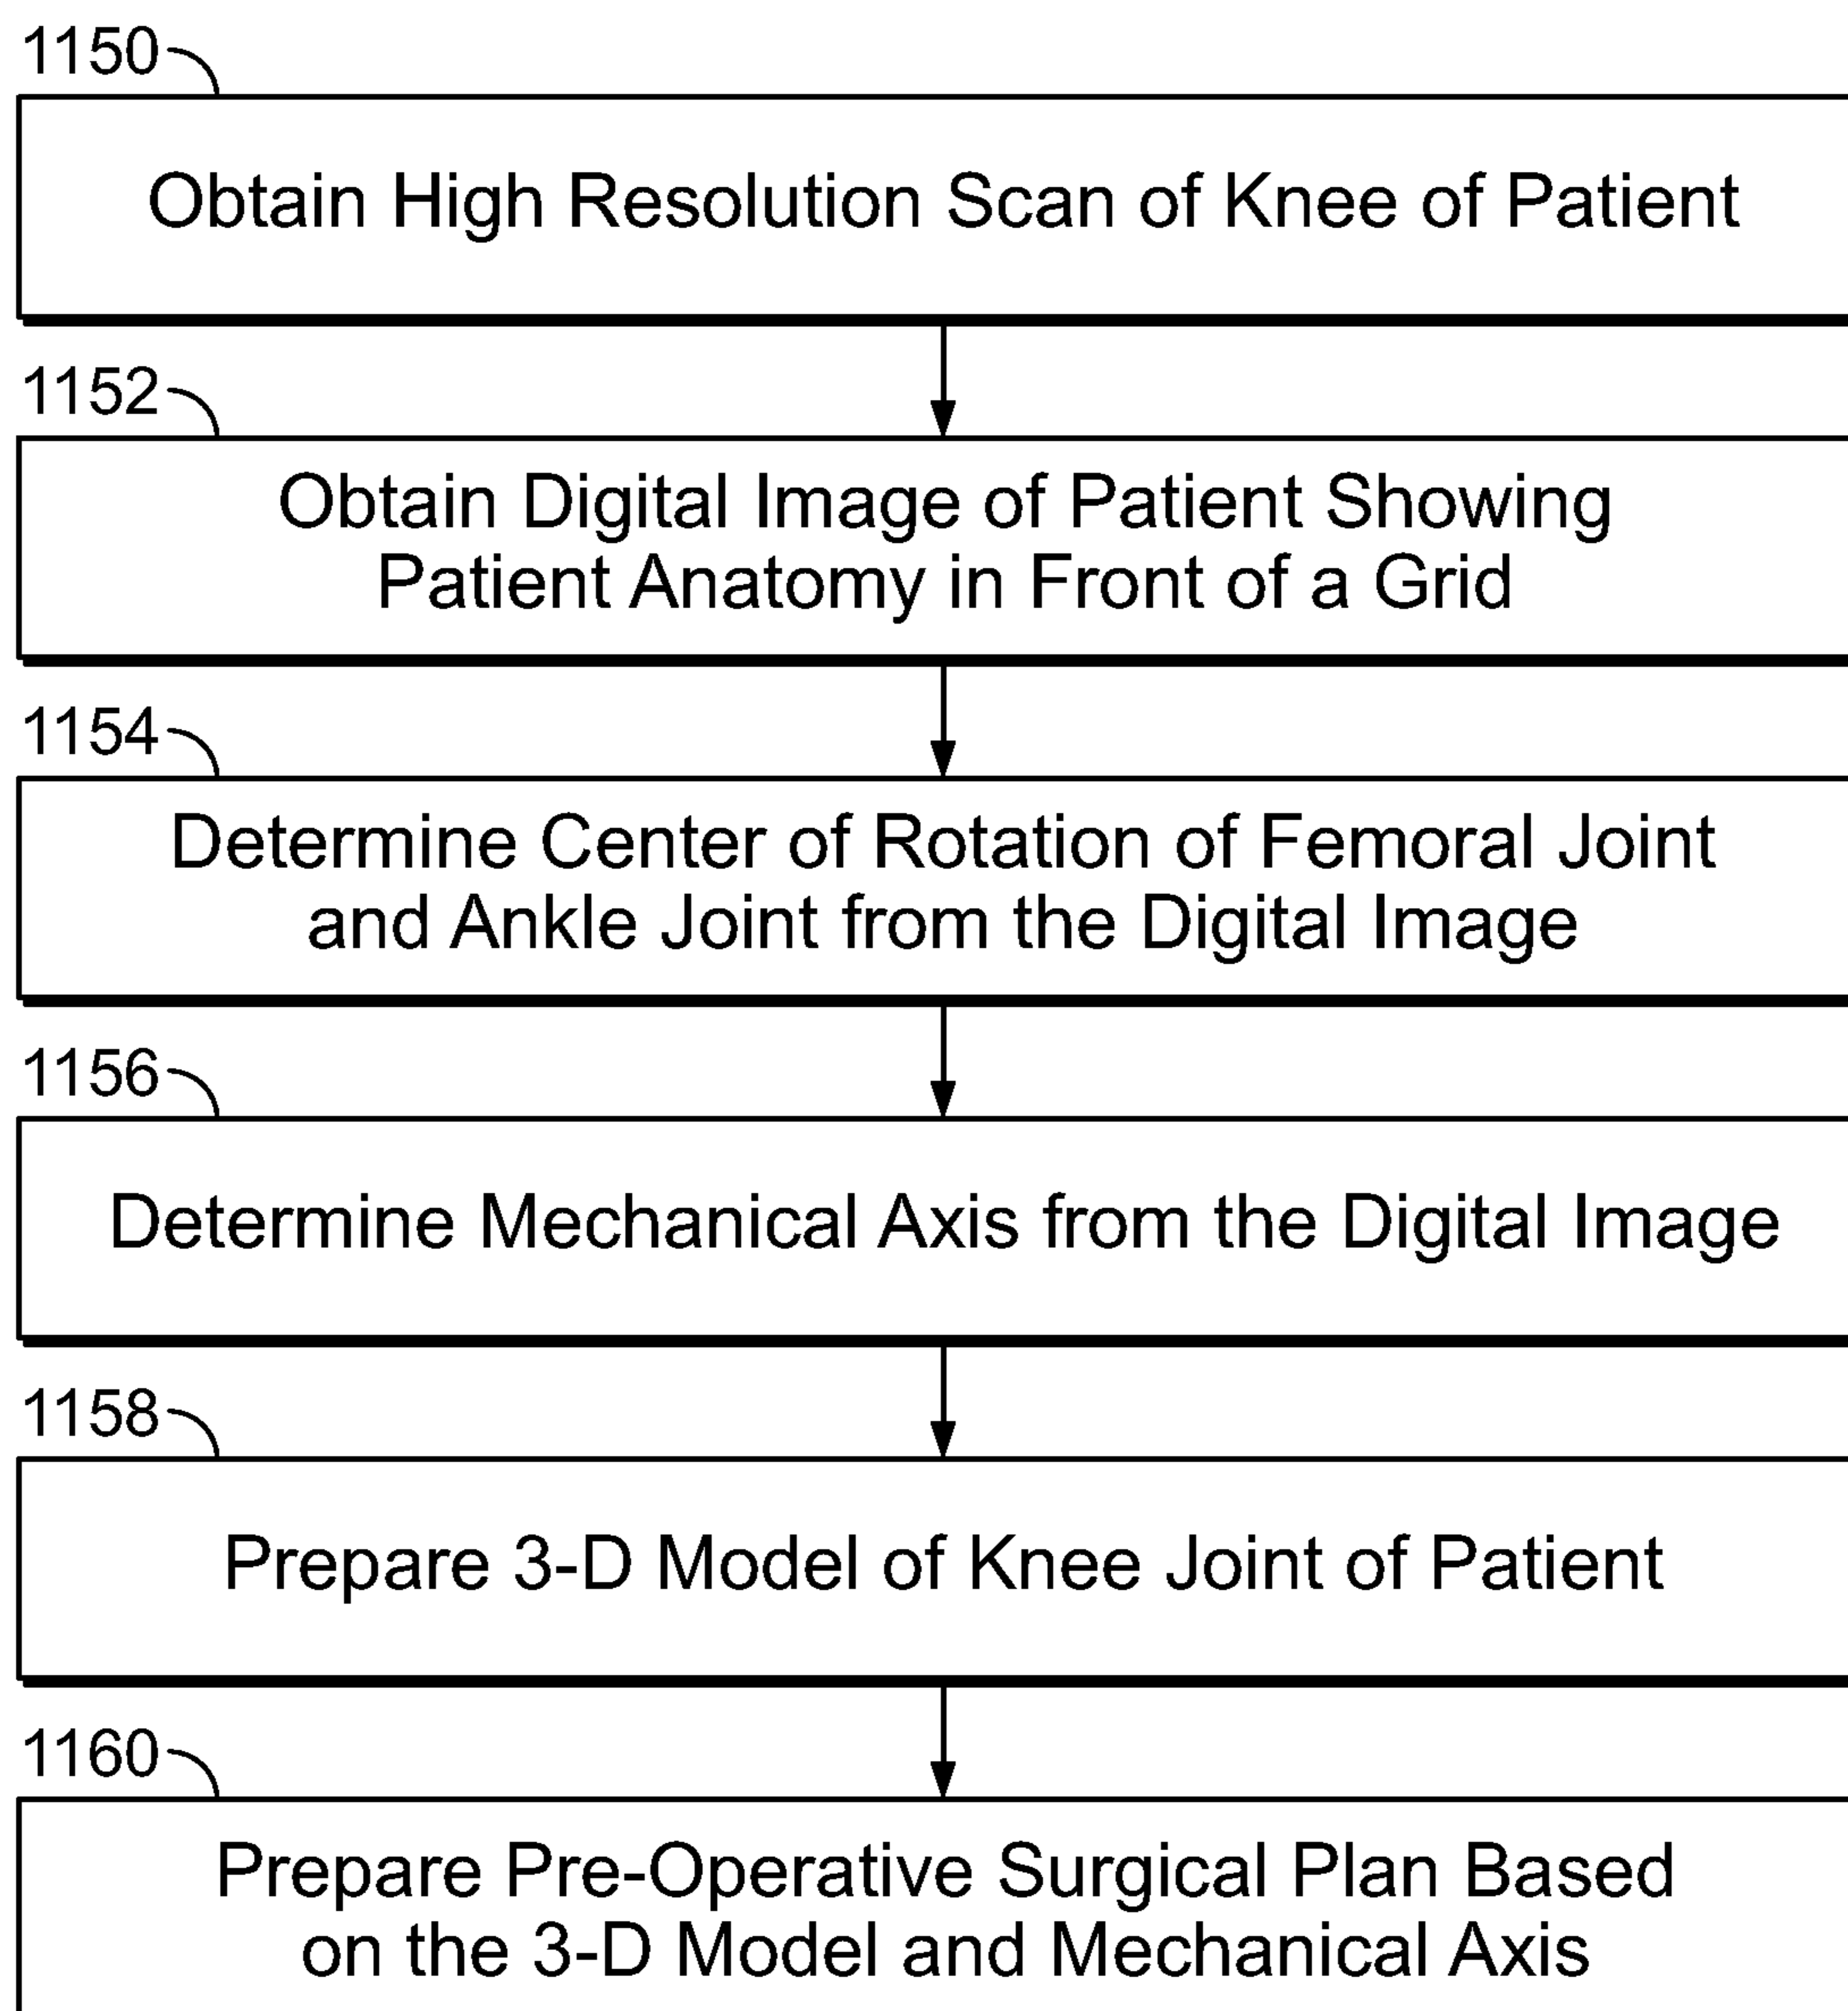 1150
Obtain High Resolution Scan of Knee of Patient
1152
Obtain Digital Image of Patient Showing
Patient Anatomy in Front of a Grid
1154
Determine Center of Rotation of Femoral Joint
and Ankle Joint from the Digital Image
1156
Determine Mechanical Axis from the Digital Image
1158
Prepare 3-D Model of Knee Joint of Patient
1160
Prepare Pre-Operative Surgical Plan Based
on the 3-D Model and Mechanical Axis